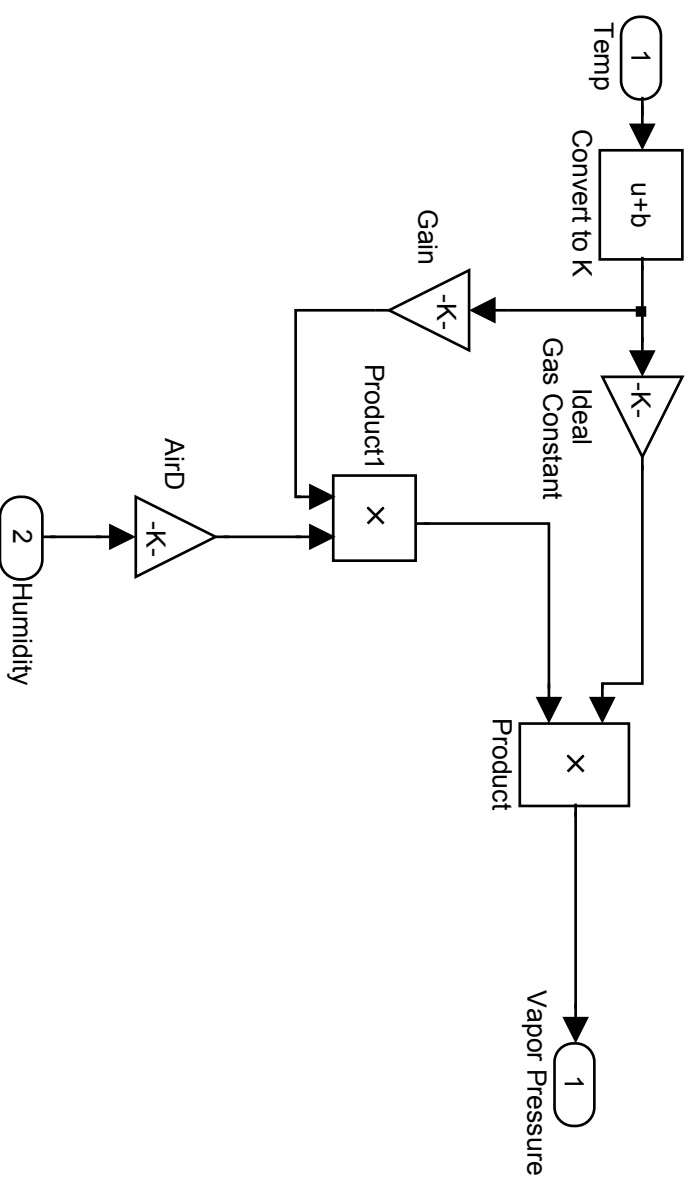 1
Temp
u+b
Convert to K
-K-
Ideal
Gas Constant
-K-
Gain
×
Product1
-K-
AirD
2
Humidity
×
Product
1
Vapor Pressure